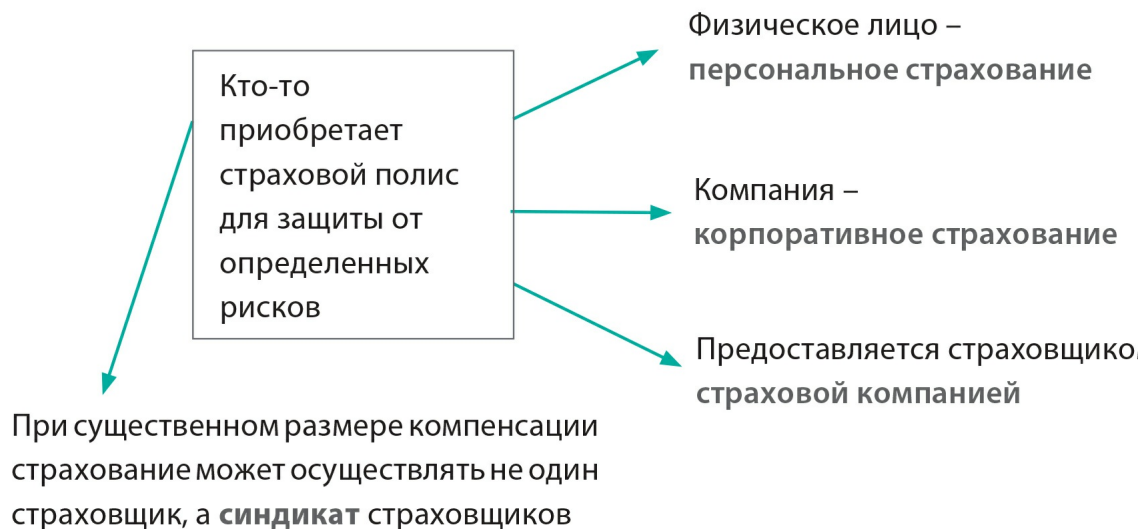 Физическое лицо –
персональное страхование
Кто-то
приобретает
страховой полис
для защиты от
определенных
рисков
Компания –
корпоративное страхование
Предоставляется
страховой компанией
При существенном размере компенсации
страхование может осуществлять не один
страховщик, а синдикат страховщиков